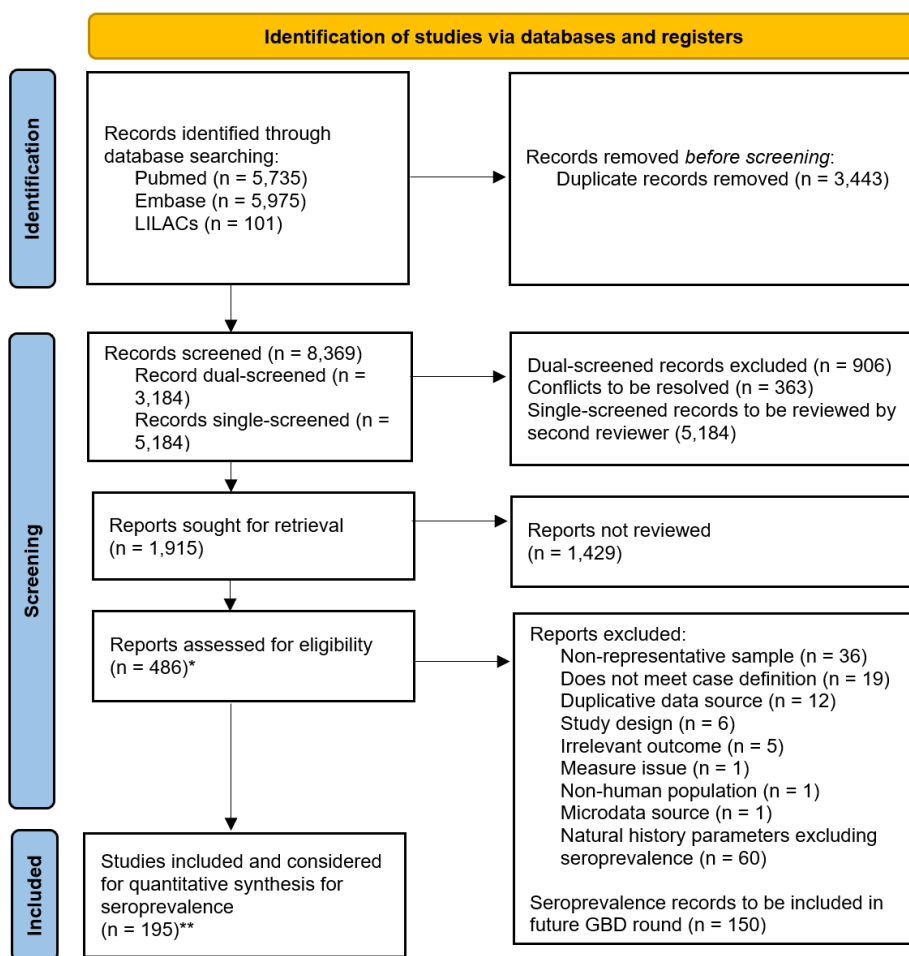 Identification of studies via databases and registers
Identification
Records identified through
database searching:
Pubmed (n = 5,735)
Embase (n = 5,975)
LILACs (n = 101)
Records removed before screening:
Duplicate records removed (n = 3,443)
Screening
Records screened (n = 8,369)
Record dual-screened (n =
3,184)
Records single-screened (n =
5,184)
Dual-screened records excluded (n = 906)
Conflicts to be resolved (n = 363)
Single-screened records to be reviewed by
second reviewer (5,184)
Reports sought for retrieval
(n = 1,915)
Reports not reviewed
(n = 1,429)
Reports assessed for eligibility
(n = 486)*
Reports excluded:
Non-representative sample (n = 36)
Does not meet case definition (n = 19)
Duplicative data source (n = 12)
Study design (n = 6)
Irrelevant outcome (n = 5)
Measure issue (n = 1)
Non-human population (n = 1)
Microdata source (n = 1)
Natural history parameters excluding
seroprevalence (n = 60)
Seroprevalence records to be included in
future GBD round (n = 150)
Included
Studies included and considered
for quantitative synthesis for
seroprevalence
(n = 195)**